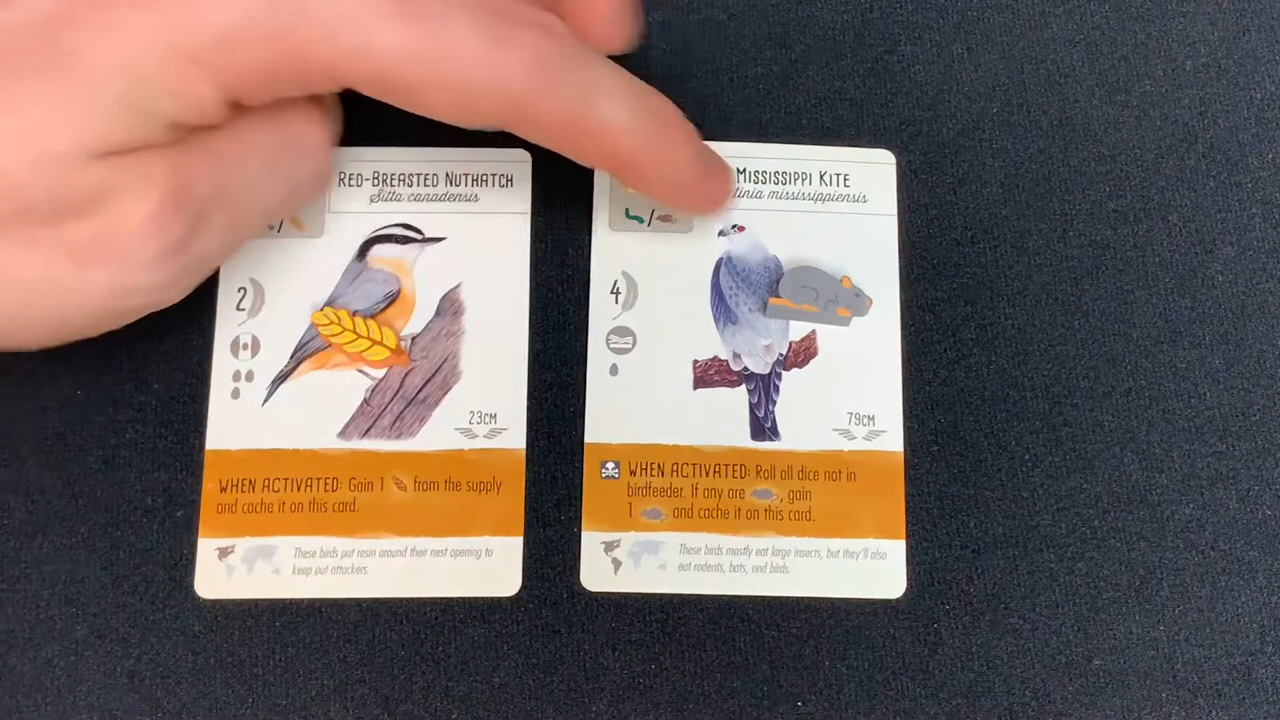 RED-BREASTED NUTHATCH
Sitta canadensis
2
23CM
WHEN ACTIVATED: Gain 1 from the supply
and cache it on this card.
These birds put resin around their nest opening to
keep out attackers.
MISSISSIPPI KITE
mississippiensis
/
4
79CM
WHEN ACTIVATED: Roll all dice not in
birdfeeder. If any are , gain
1 and cache it on this card.
These birds mostly eat large insects, but they'll also
eat rodents, bats, and birds.